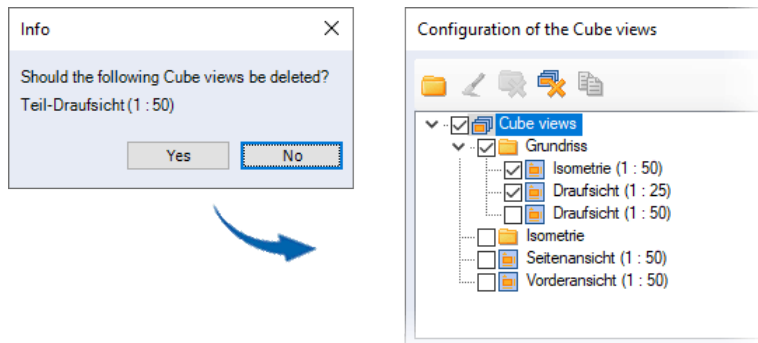 Info
Should the following Cube views be deleted?
Teil-Draufsicht (1 : 50)
Yes
No
Configuration of the Cube views
Cube views
Grundriss
Isometrie (1 : 50)
Draufsicht (1 : 25)
Draufsicht (1 : 50)
Isometrie
Seitenansicht (1 : 50)
Vorderansicht (1 : 50)